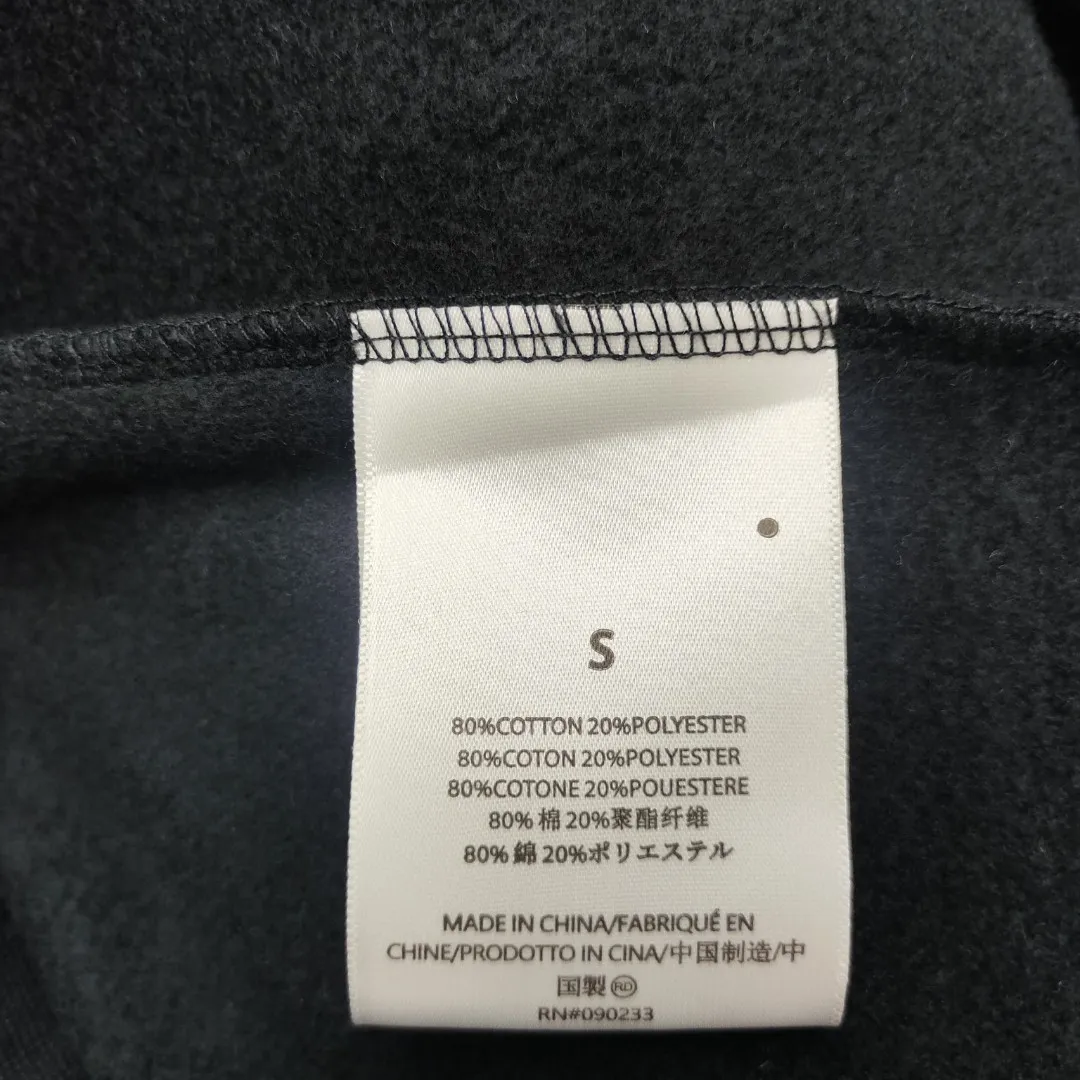 S
80%COTTON 20%POLYESTER
80%COTON 20%POLYESTER
80%COTONE 20%POUESTERE
80% 棉 20%聚酯纤维
80% 綿 20%ポリエステル
MADE IN CHINA/FABRIQUÉ EN
CHINE/PRODOTTO IN CINA/中国制造/中
国製 RD
RN#090233